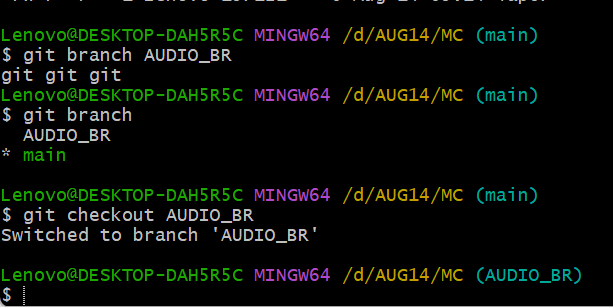 Lenovo@DESKTOP-DAH5R5C MINGW64 /d/AUG14/MC (main)
$ git branch AUDIO_BR
git git git
Lenovo@DESKTOP-DAH5R5C MINGW64 /d/AUG14/MC (main)
$ git branch
  AUDIO_BR
* main
Lenovo@DESKTOP-DAH5R5C MINGW64 /d/AUG14/MC (main)
$ git checkout AUDIO_BR
Switched to branch 'AUDIO_BR'
Lenovo@DESKTOP-DAH5R5C MINGW64 /d/AUG14/MC (AUDIO_BR)
$